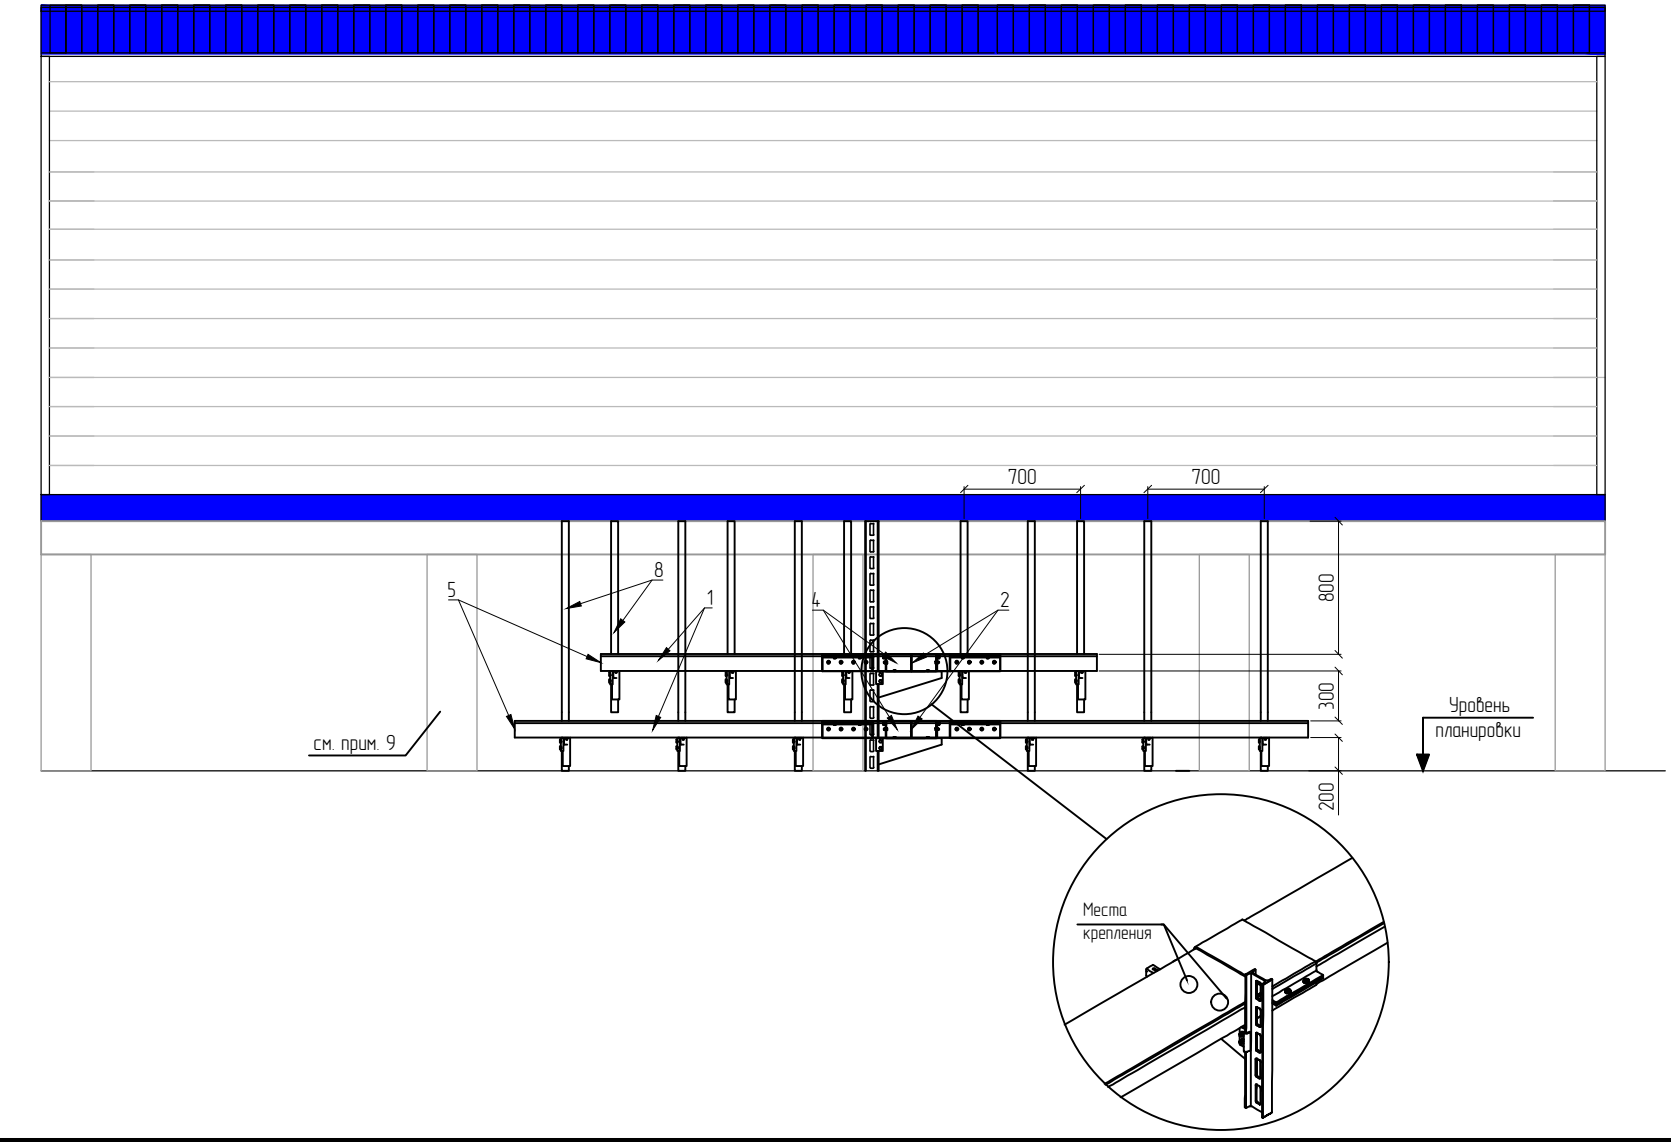 700
700
800
8
5
1
4
2
300
Уровень
планировки
см. прим. 9
200
Места
крепления